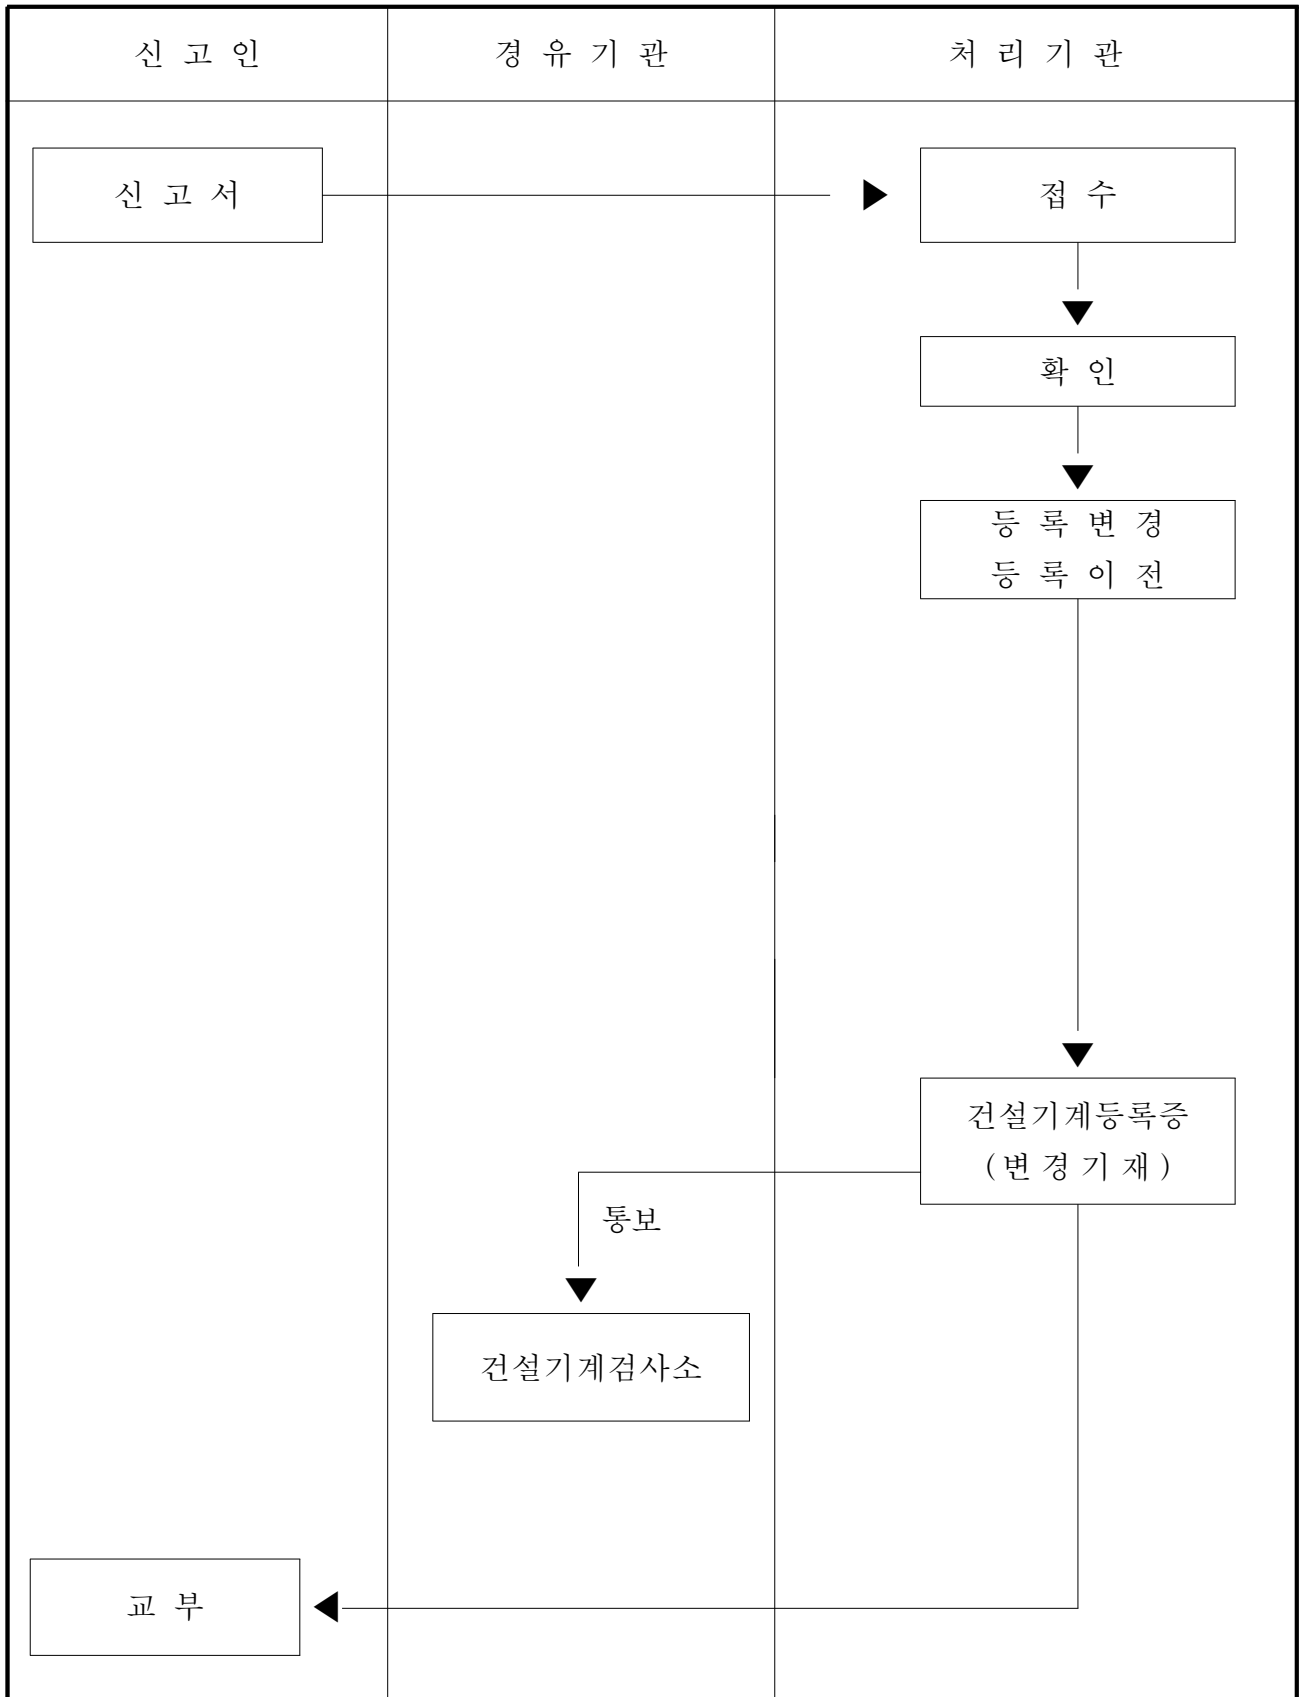 신 고 인
경 유 기 관
처 리 기 관
신 고 서
접 수
확 인
등 록 변 경
등 록 이 전
건설기계등록증
(변경기재)
통보
건설기계검사소
교 부